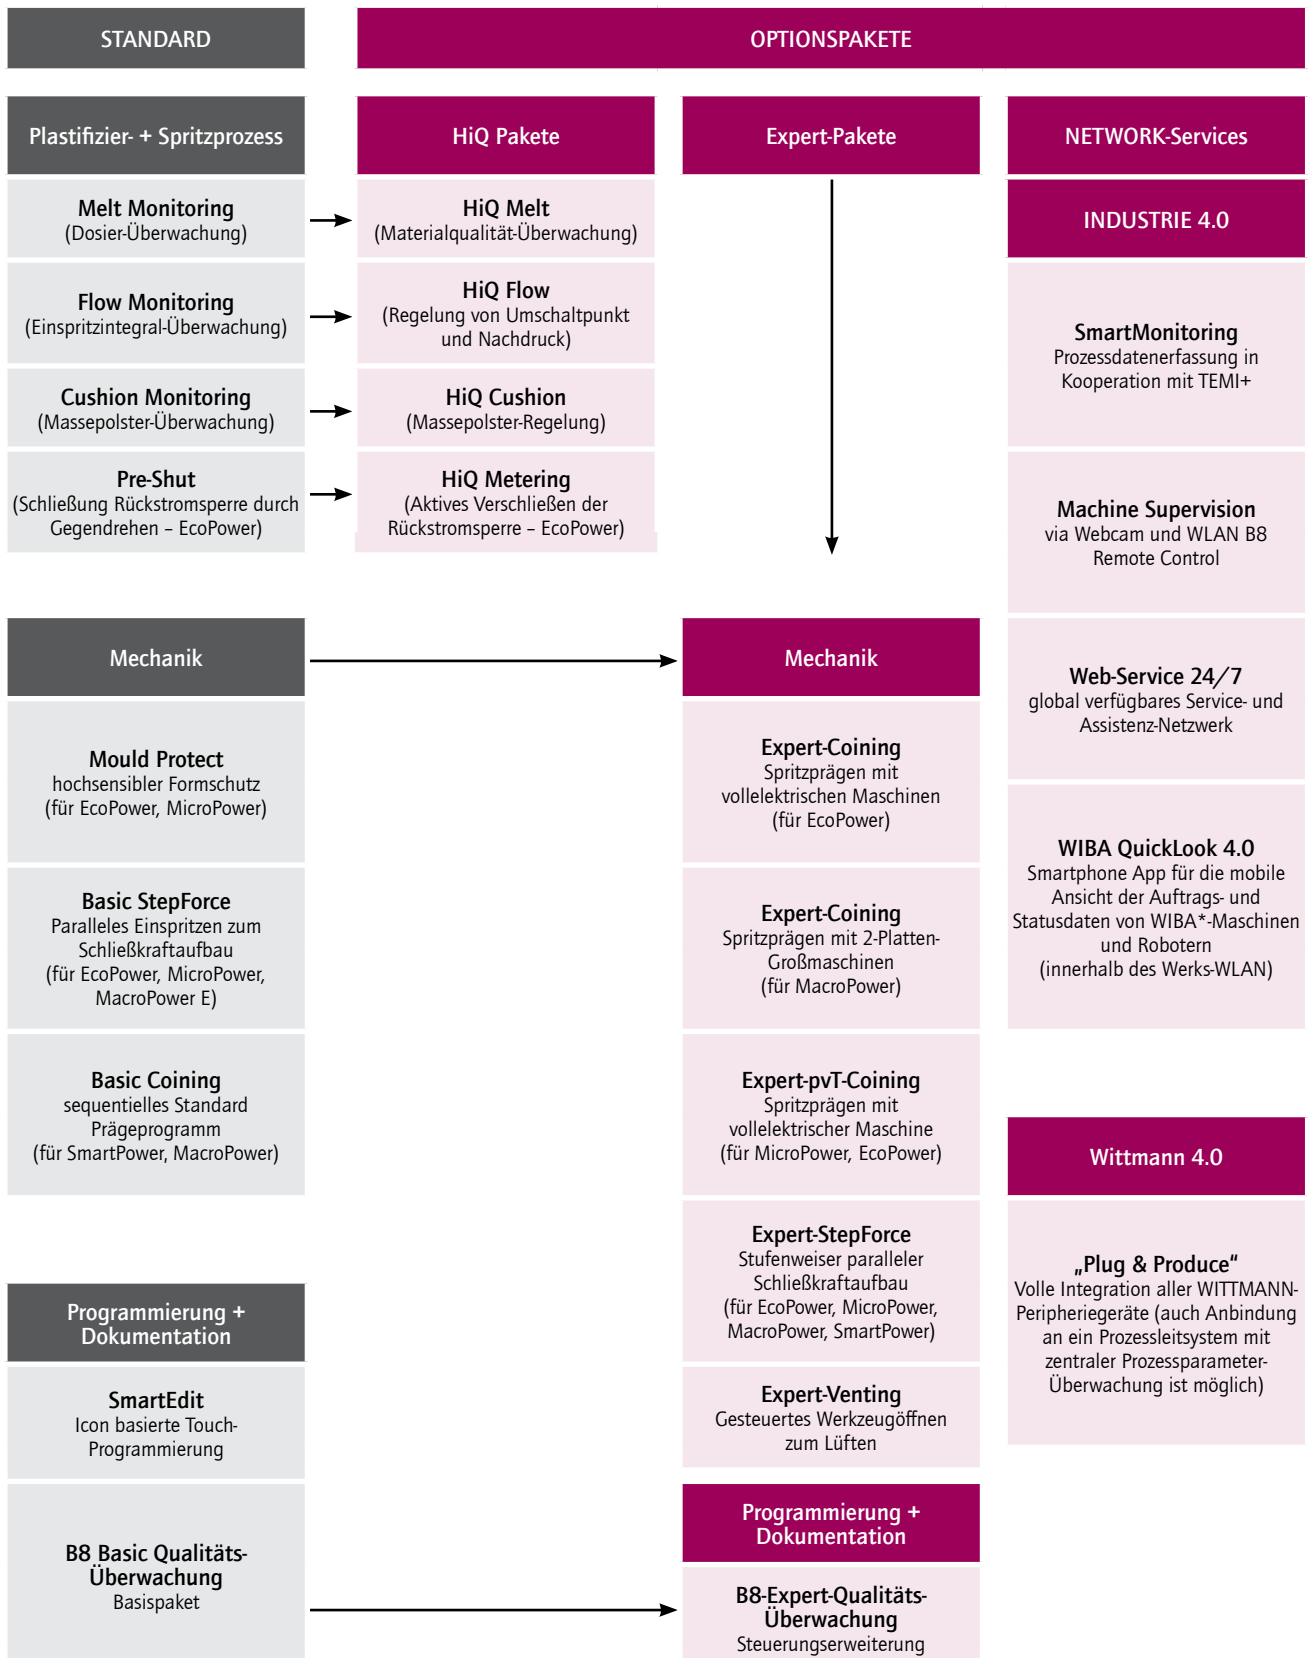 STANDARD
OPTIONSPAKETE
Plastifizier- + Spritzprozess
Melt Monitoring
(Dosier-Überwachung)
Flow Monitoring
(Einspritzintegral-Überwachung)
Cushion Monitoring
(Massepolster-Überwachung)
Pre-Shut
(Schließung Rückstromsperre durch
Gegendrehen – EcoPower)
HiQ Pakete
HiQ Melt
(Materialqualität-Überwachung)
HiQ Flow
(Regelung von Umschaltpunkt
und Nachdruck)
HiQ Cushion
(Massepolster-Regelung)
HiQ Metering
(Aktives Verschließen der
Rückstromsperre – EcoPower)
Mechanik
Mould Protect
hochsensibler Formschutz
(für EcoPower, MicroPower)
Basic StepForce
Paralleles Einspritzen zum
Schließkraftaufbau
(für EcoPower, MicroPower,
MacroPower E)
Basic Coining
sequentielles Standard
Prägeprogramm
(für SmartPower, MacroPower)
Programmierung +
Dokumentation
SmartEdit
Icon basierte Touch-
Programmierung
B8 Basic Qualitäts-
Überwachung
Basispaket
Expert-Pakete
Mechanik
Expert-Coining
Spritzprägen mit
vollelektrischen Maschinen
(für EcoPower)
Expert-Coining
Spritzprägen mit 2-Platten-
Großmaschinen
(für MacroPower)
Expert-pvT-Coining
Spritzprägen mit
vollelektrischer Maschine
(für MicroPower, EcoPower)
Expert-StepForce
Stufenweiser paralleler
Schließkraftaufbau
(für EcoPower, MicroPower,
MacroPower, SmartPower)
Expert-Venting
Gesteuertes Werkzeugöffnen
zum Lüften
Programmierung +
Dokumentation
B8-Expert-Qualitäts-
Überwachung
Steuerungserweiterung
NETWORK-Services
INDUSTRIE 4.0
SmartMonitoring
Prozessdatenerfassung in
Kooperation mit TEMI+
Machine Supervision
via Webcam und WLAN B8
Remote Control
Web-Service 24/7
global verfügbares Service- und
Assistenz-Netzwerk
WIBA QuickLook 4.0
Smartphone App für die mobile
Ansicht der Auftrags- und
Statusdaten von WIBA*-Maschinen
und Robotern
(innerhalb des Werks-WLAN)
Wittmann 4.0
„Plug & Produce“
Volle Integration aller WITTMANN-
Peripheriegeräte (auch Anbindung
an ein Prozessleitsystem mit
zentraler Prozessparameter-
Überwachung ist möglich)